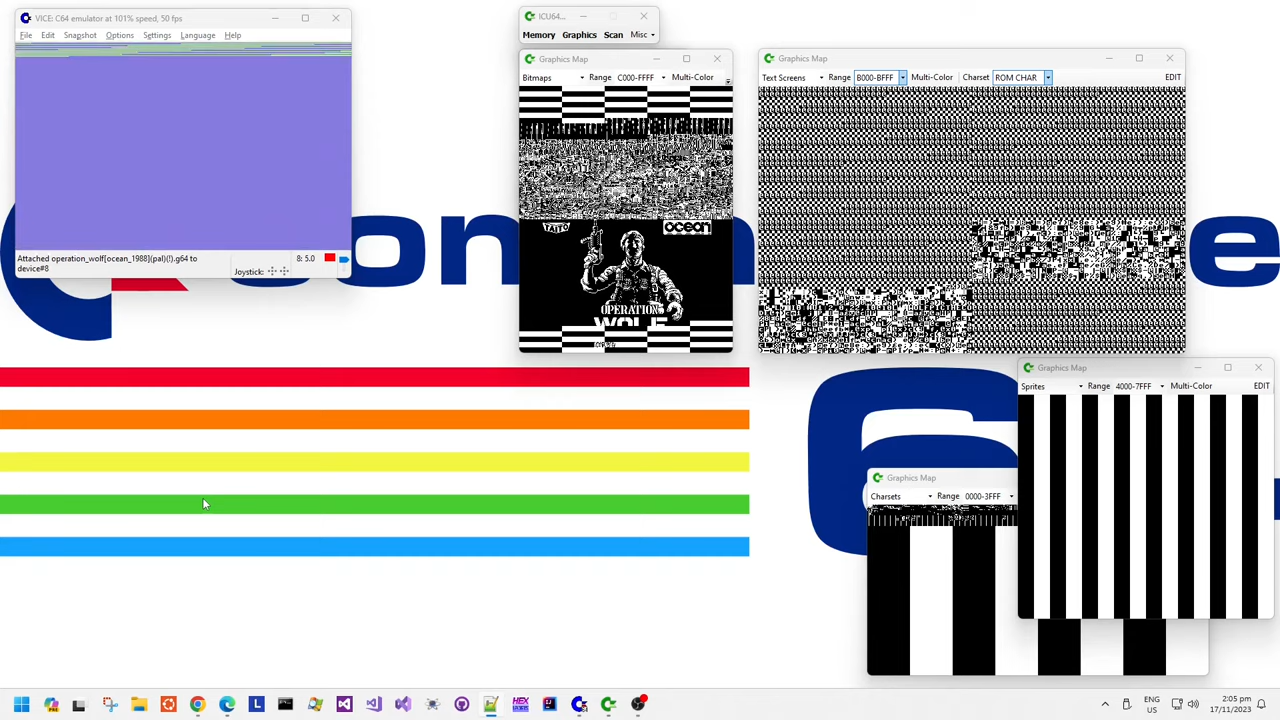 VICE: C64 emulator at 101% speed, 50 fps
File Edit Snapshot Options Settings Language Help
Attached operation_wolf[ocean_1988](pal)(!).g64 to
device#8
8: 5.0
Joystick:
ICU64...
Memory Graphics Scan Misc
Graphics Map
Bitmaps Range C000-FFFF Multi-Color
TAITO
ocean
OPERATION
WOLF
Graphics Map
Text Screens Range B000-BFFF Multi-Color Charset ROM CHAR EDIT
Graphics Map
Sprites Range 4000-7FFF Multi-Color EDIT
Graphics Map
Charsets Range 0000-3FFF
ENG
US
2:05 pm
17/11/2023